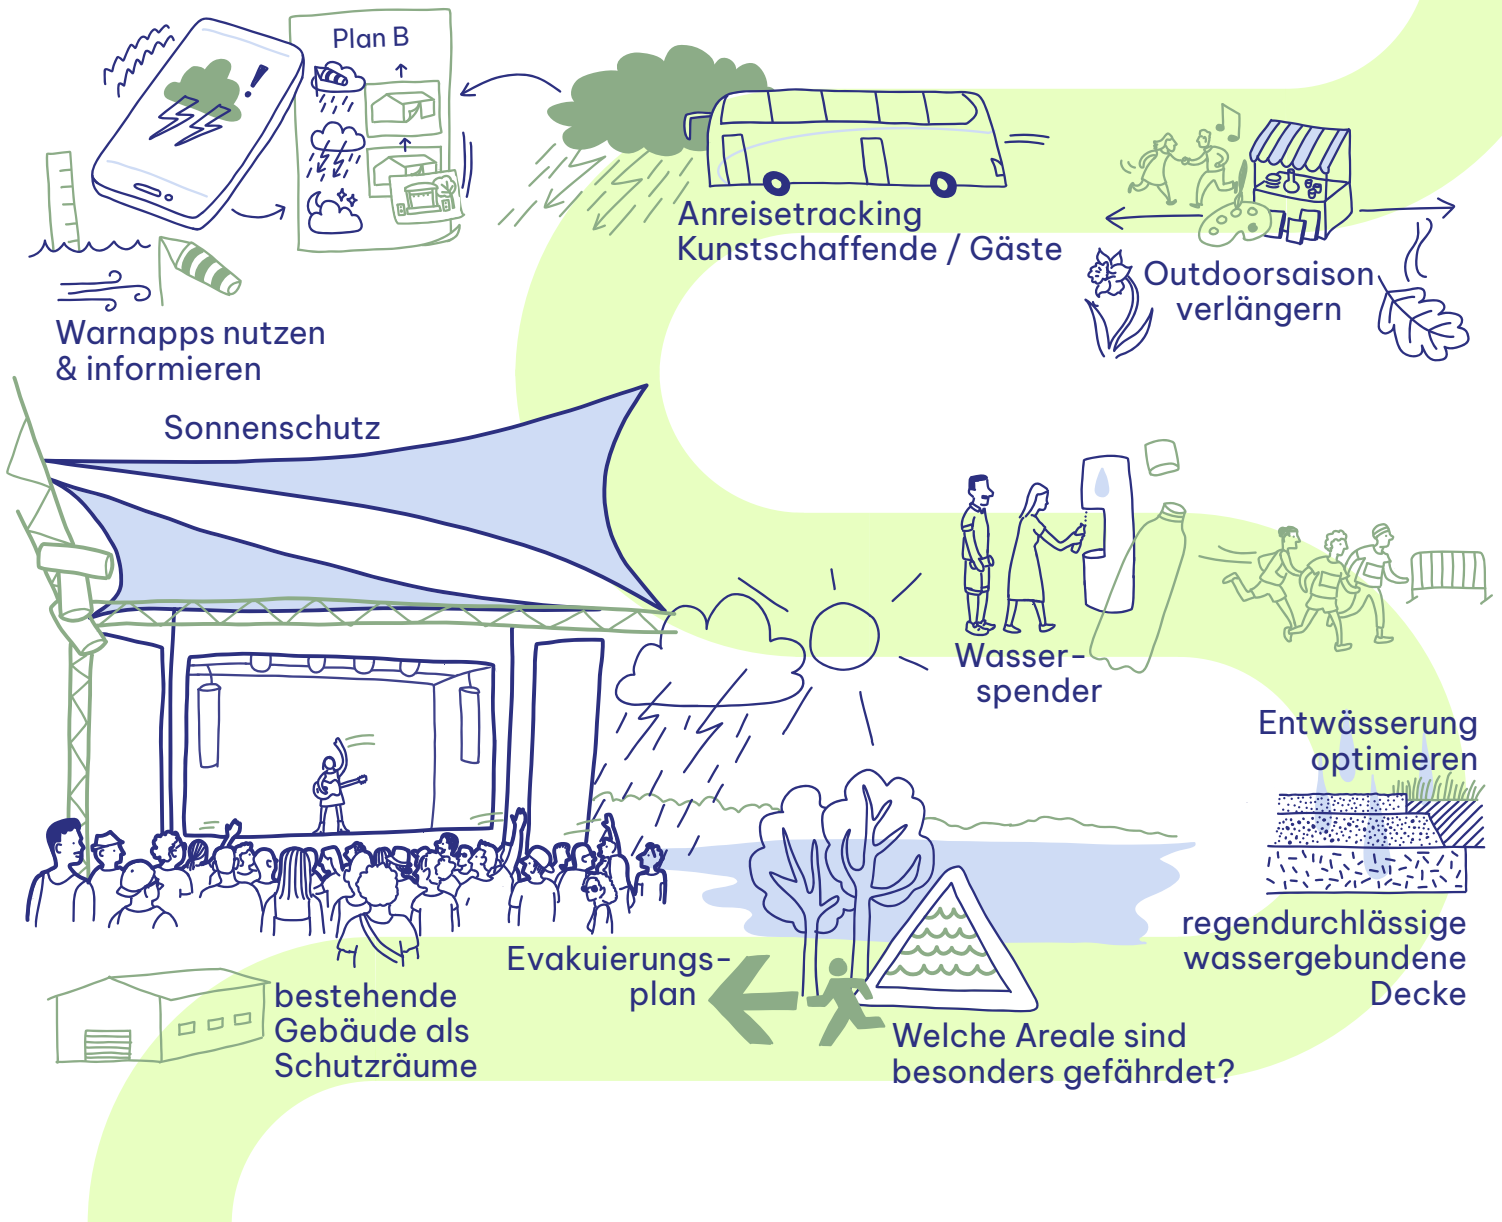 Plan B
!
Anreisetracking
Kunstschaffende / Gäste
Outdoorsaison
verlängern
Warnapps nutzen
& informieren
Sonnenschutz
Wasser-
spender
Entwässerung
optimieren
regendurchlässige
wassergebundene
Decke
Evakuierungs-
plan
bestehende
Gebäude als
Schutzräume
Welche Areale sind
besonders gefährdet?